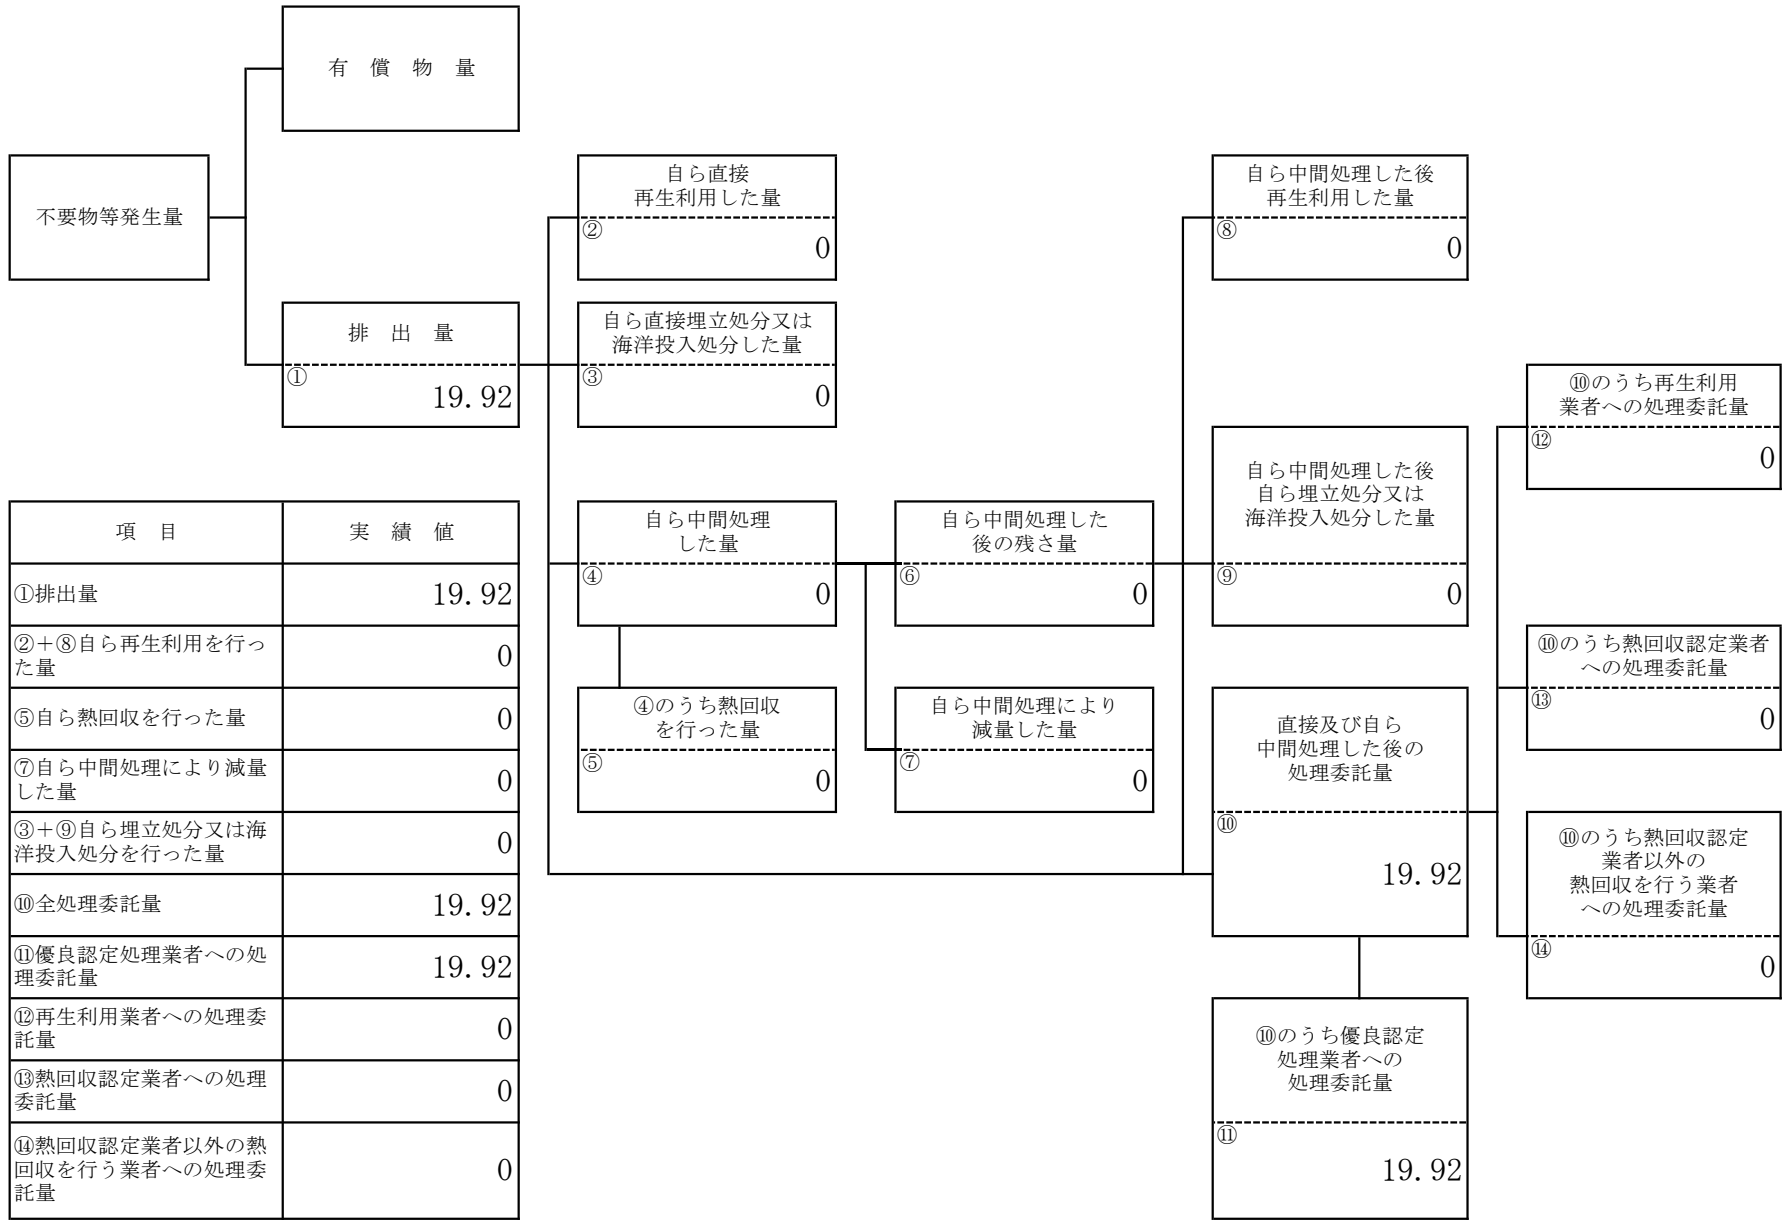 有　償　物　量
不要物等発生量
自ら直接
再生利用した量
②
0
自ら中間処理した後
再生利用した量
⑧
0
排　出　量
①
19.92
自ら直接埋立処分又は
海洋投入処分した量
③
0
⑩のうち再生利用
業者への処理委託量
⑫
0
自ら中間処理した後
自ら埋立処分又は
海洋投入処分した量
⑨
0
自ら中間処理
した量
④
0
自ら中間処理した
後の残さ量
⑥
0
⑩のうち熱回収認定業者
への処理委託量
⑬
0
④のうち熱回収
を行った量
⑤
0
自ら中間処理により
減量した量
⑦
0
直接及び自ら
中間処理した後の
処理委託量
⑩
19.92
⑩のうち熱回収認定
業者以外の
熱回収を行う業者
への処理委託量
⑭
0
⑩のうち優良認定
処理業者への
処理委託量
⑪
19.92
項　目
実　績　値
①排出量
19.92
②＋⑧自ら再生利用を行っ
た量
0
⑤自ら熱回収を行った量
0
⑦自ら中間処理により減量
した量
0
③＋⑨自ら埋立処分又は海
洋投入処分を行った量
0
⑩全処理委託量
19.92
⑪優良認定処理業者への処
理委託量
19.92
⑫再生利用業者への処理委
託量
0
⑬熱回収認定業者への処理
委託量
0
⑭熱回収認定業者以外の熱
回収を行う業者への処理委
託量
0